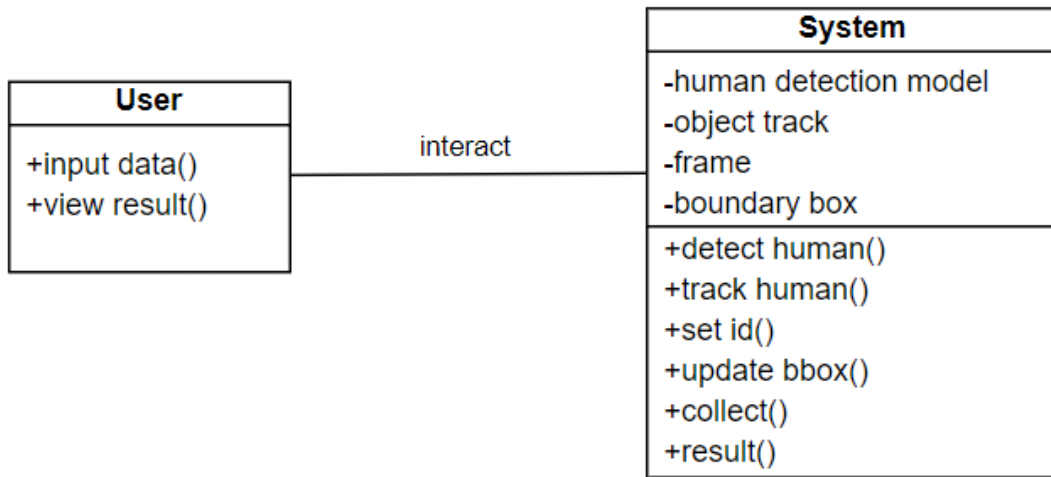 User
+input data()
+view result()
interact
System
-human detection model
-object track
-frame
-boundary box
+detect human()
+track human()
+set id()
+update bbox()
+collect()
+result()